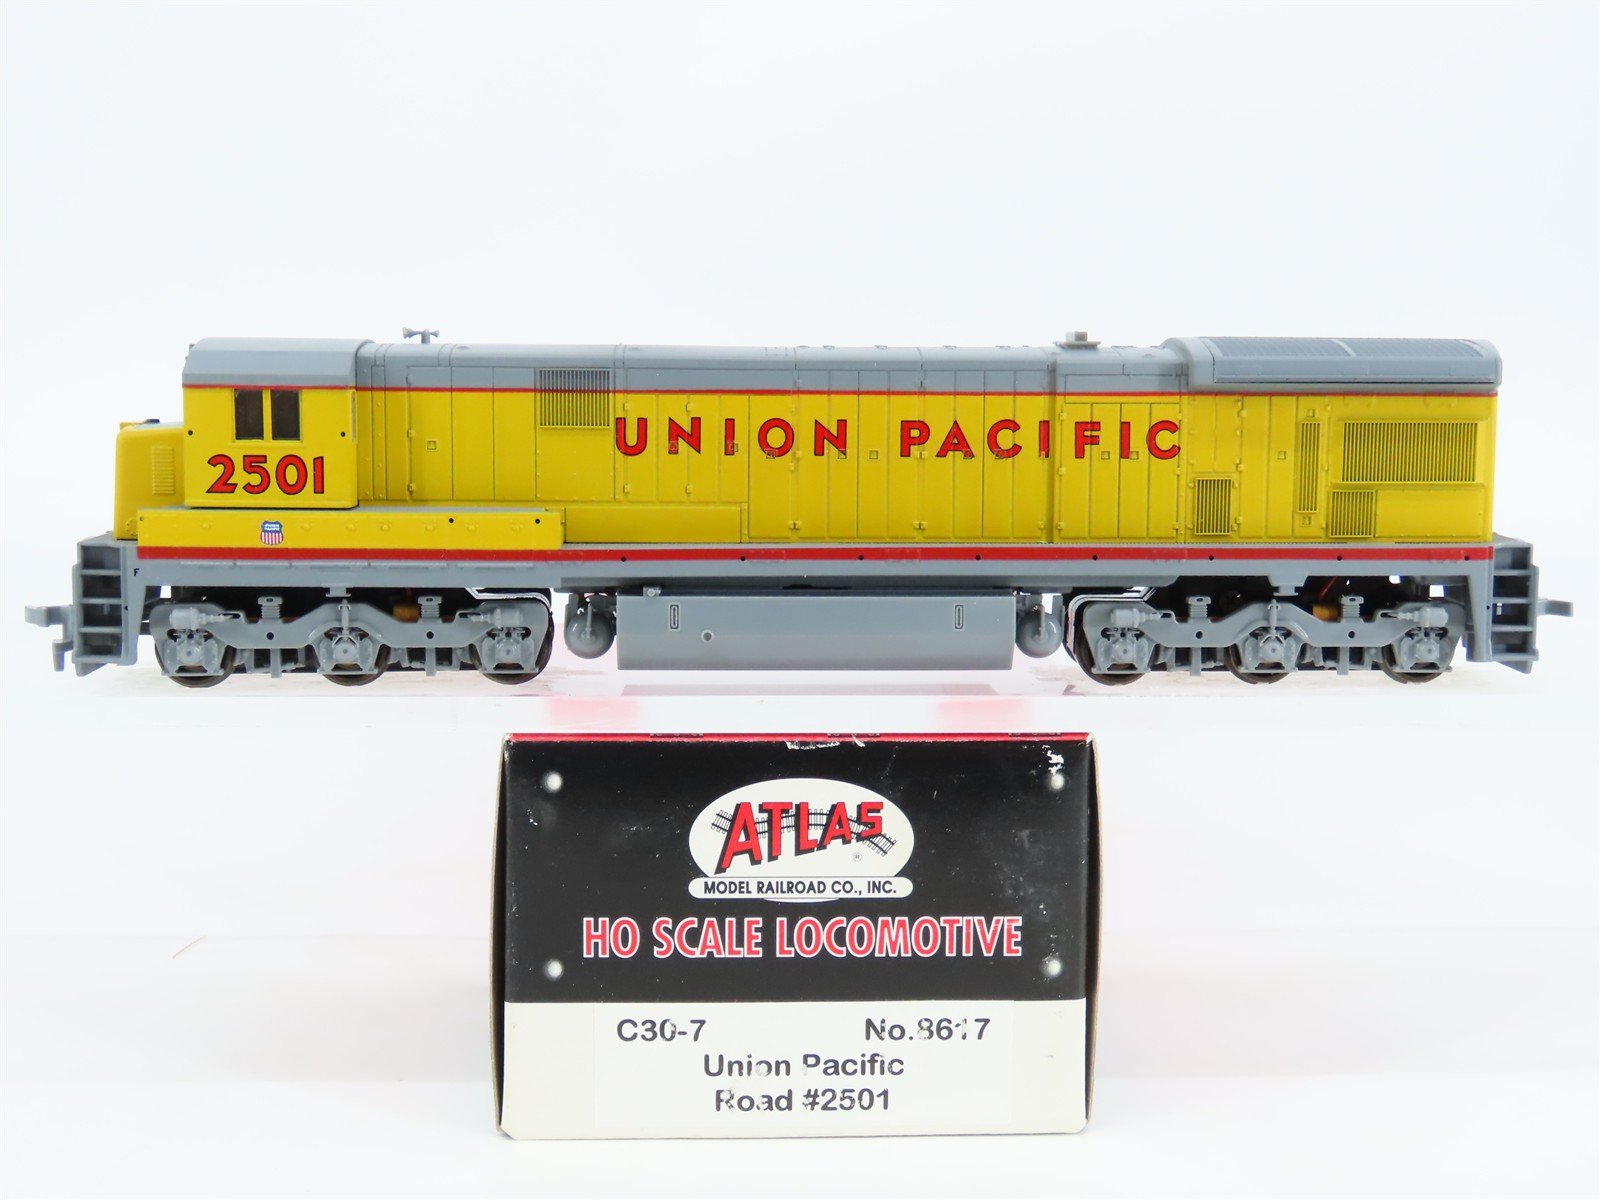 UNION PACIFIC
2501
F
ATLAS
®
MODEL RAILROAD CO., INC.
HO SCALE LOCOMOTIVE
C30-7 No.8617
Union Pacific
Road #2501